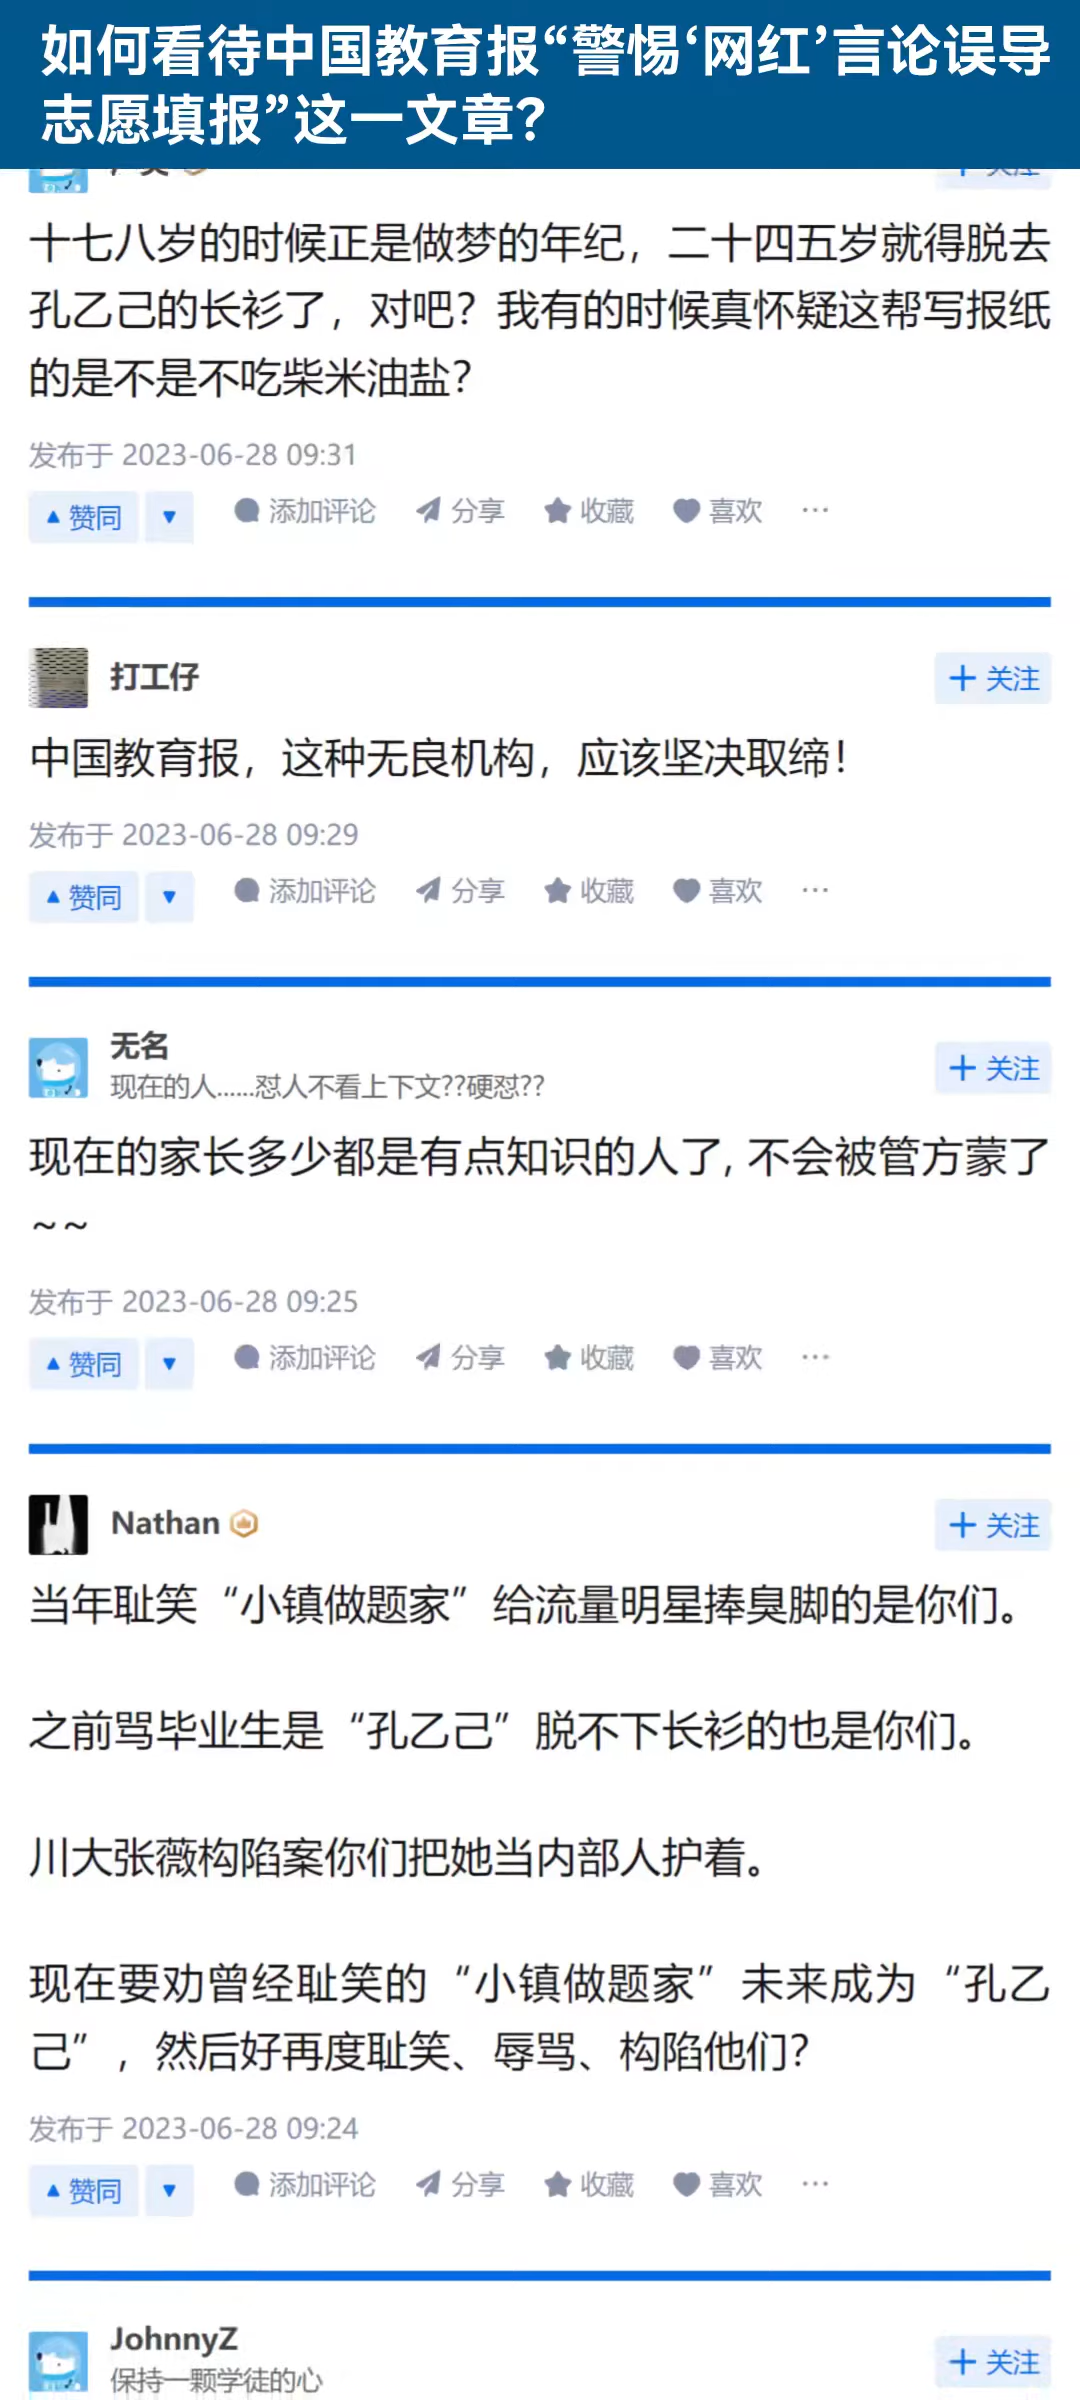 如何看待中国教育报“警惕‘网红’言论误导
志愿填报”这一文章？
十七八岁的时候正是做梦的年纪，二十四五岁就得脱去
孔乙己的长衫了，对吧？我有的时候真怀疑这帮写报纸
的是不是不吃柴米油盐？
发布于 2023-06-28 09:31
赞同 添加评论 分享 收藏 喜欢 ···
打工仔
+ 关注
中国教育报，这种无良机构，应该坚决取缔！
发布于 2023-06-28 09:29
赞同 添加评论 分享 收藏 喜欢 ···
无名
现在的人......怼人不看上下文??硬怼??
+ 关注
现在的家长多少都是有点知识的人了, 不会被管方蒙了
~~
发布于 2023-06-28 09:25
赞同 添加评论 分享 收藏 喜欢 ···
Nathan
+ 关注
当年耻笑“小镇做题家”给流量明星捧臭脚的是你们。
之前骂毕业生是“孔乙己”脱不下长衫的也是你们。
川大张薇构陷案你们把她当内部人护着。
现在要劝曾经耻笑的“小镇做题家”未来成为“孔乙
己”，然后好再度耻笑、辱骂、构陷他们？
发布于 2023-06-28 09:24
赞同 添加评论 分享 收藏 喜欢 ···
JohnnyZ
保持一颗学徒的心
+ 关注